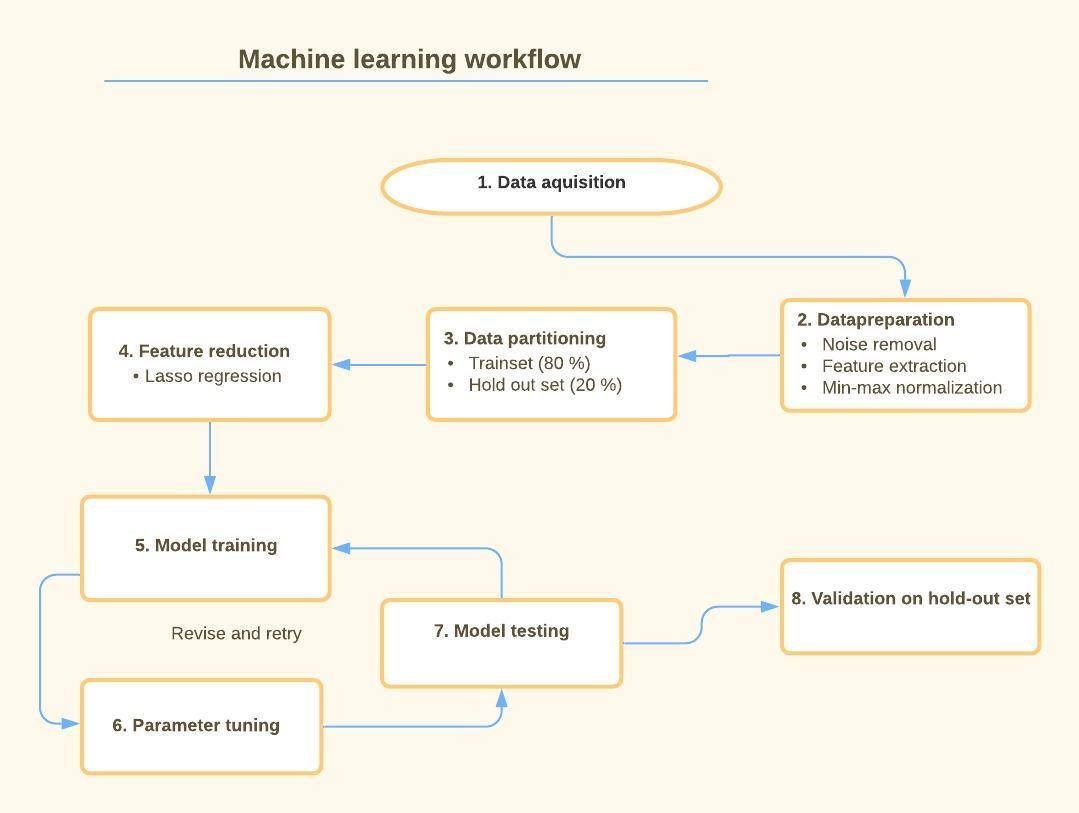 Machine learning workflow
1. Data aquisition
2. Datapreparation
• Noise removal
• Feature extraction
• Min-max normalization
3. Data partitioning
• Trainset (80 %)
• Hold out set (20 %)
4. Feature reduction
• Lasso regression
5. Model training
Revise and retry
6. Parameter tuning
7. Model testing
8. Validation on hold-out set